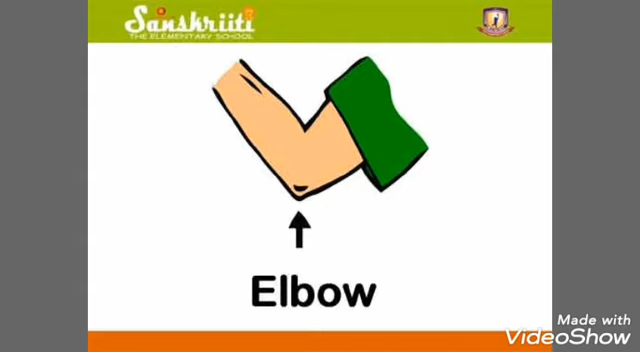 Sanskriiti
THE ELEMENTARY SCHOOL
Elbow
Made with
VideoShow